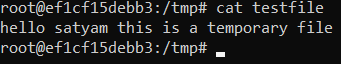 root@ef1cf15debb3:/tmp# cat testfile
hello satyam this is a temporary file
root@ef1cf15debb3:/tmp#